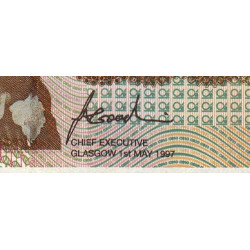 CHIEF EXECUTIVE
GLASGOW 1st MAY 1997